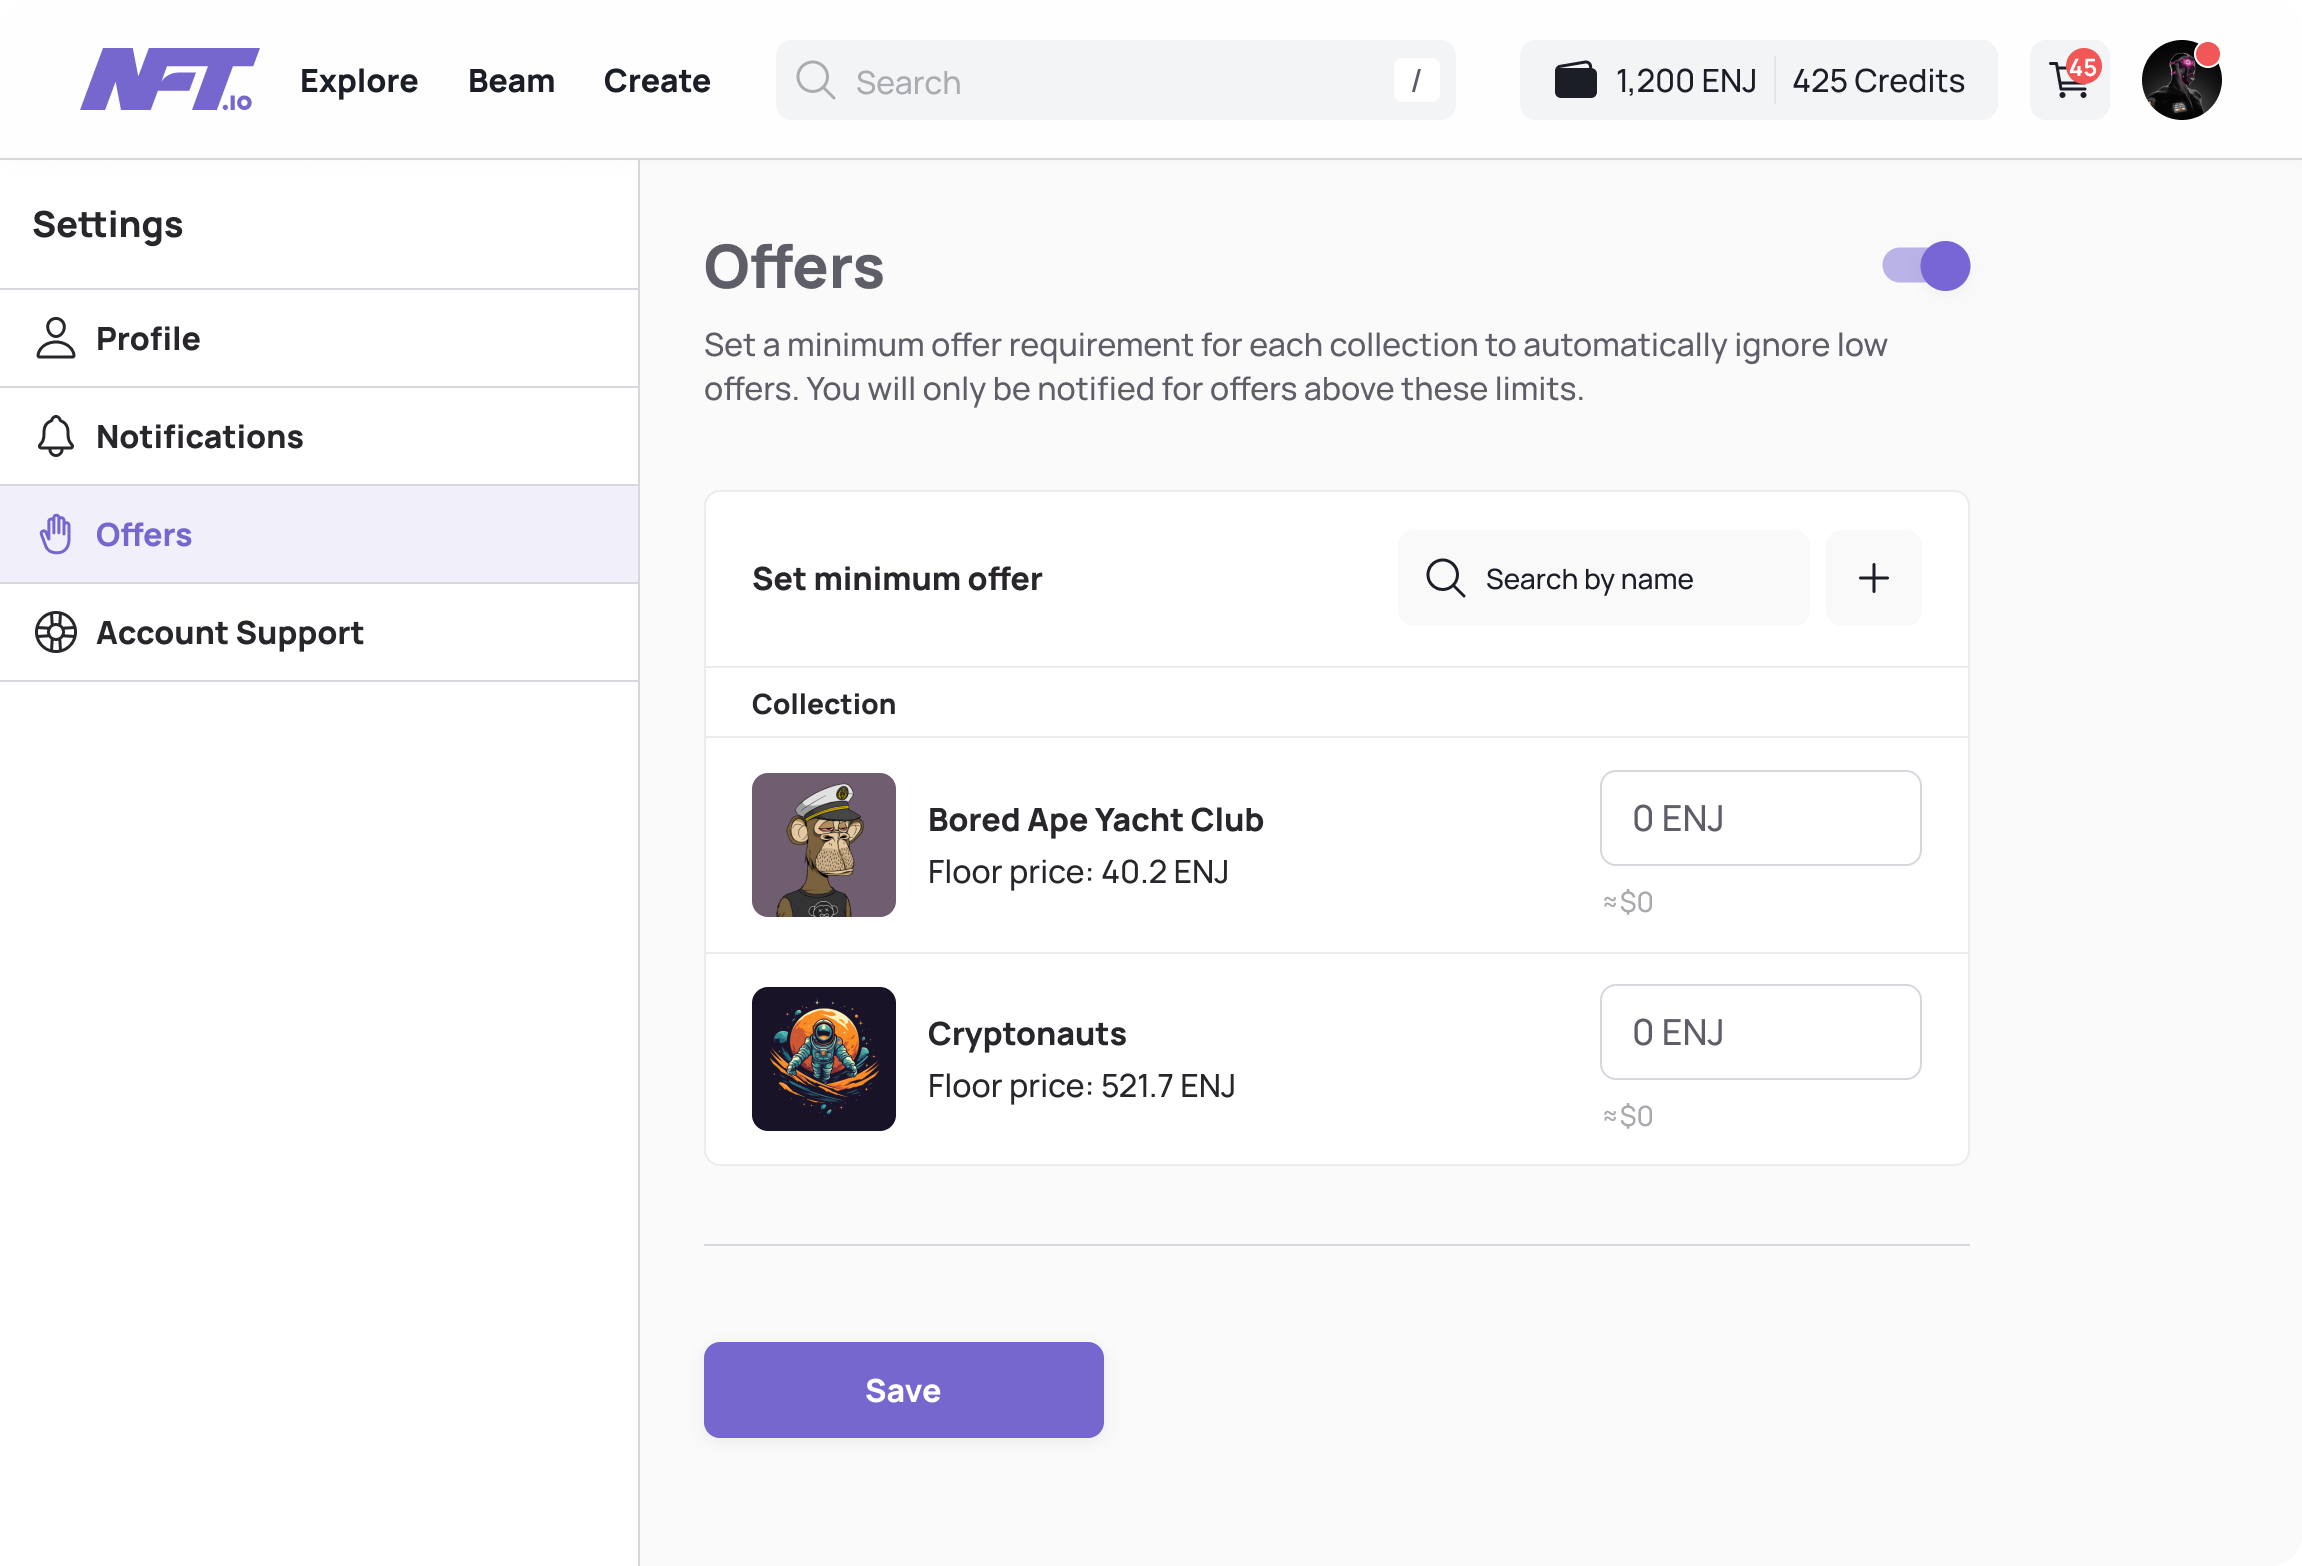 NFT.io
Explore
Beam
Create
Search
/
1,200 ENJ
425 Credits
45
Settings
Profile
Notifications
Offers
Account Support
Offers
Set a minimum offer requirement for each collection to automatically ignore low
offers. You will only be notified for offers above these limits.
Set minimum offer
Search by name
Collection
Bored Ape Yacht Club
Floor price: 40.2 ENJ
0 ENJ
≈$0
Cryptonauts
Floor price: 521.7 ENJ
0 ENJ
≈$0
Save